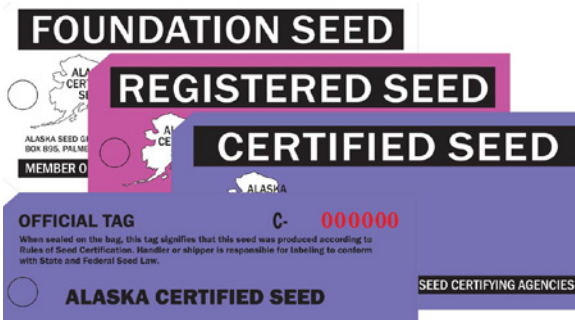 FOUNDATION SEED
ALASKA SEED
BOX 895,
MEMBER
REGISTERED SEED
CERTIFIED SEED
ALASKA
SEED CERTIFYING AGENCIES
OFFICIAL TAG C- 000000
When sealed on the bag, this tag signifies that this seed was produced according to
Rules of Seed Certification. Handler or shipper is responsible for labeling to conform
with State and Federal Seed Law.
ALASKA CERTIFIED SEED